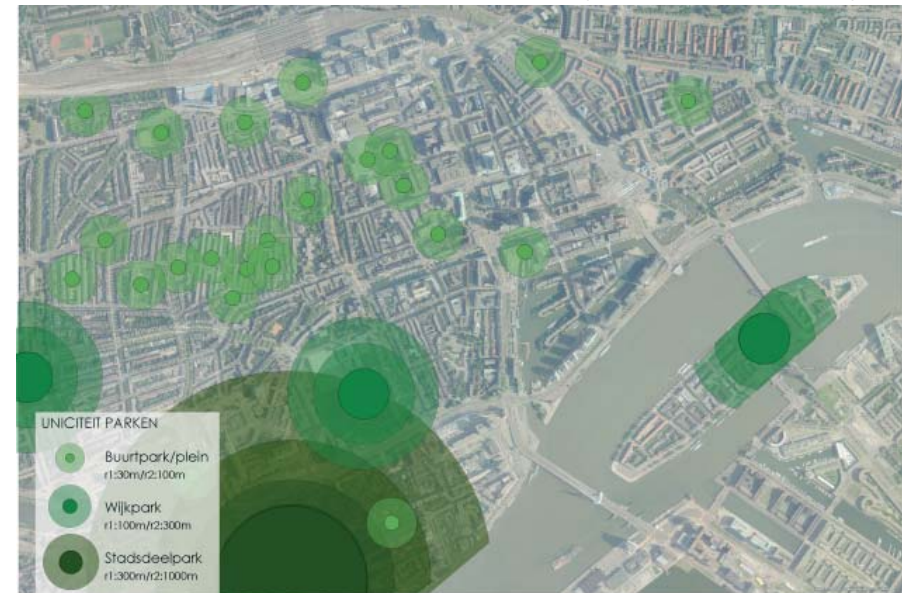 UNICITEIT PARKEN
Buurtpark/plein
r1:30m/r2:100m
Wijkpark
r1:100m/r2:300m
Stadsdeelpark
r1:300m/r2:1000m